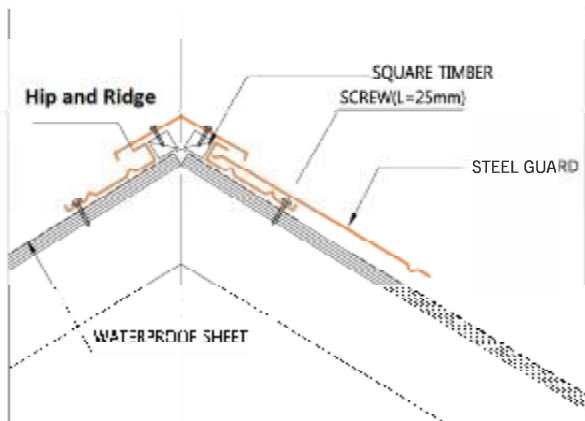 SQUARE TIMBER
Hip and Ridge
SCREW(L=25mm)
STEEL GUARD
WATERPROOF SHEET